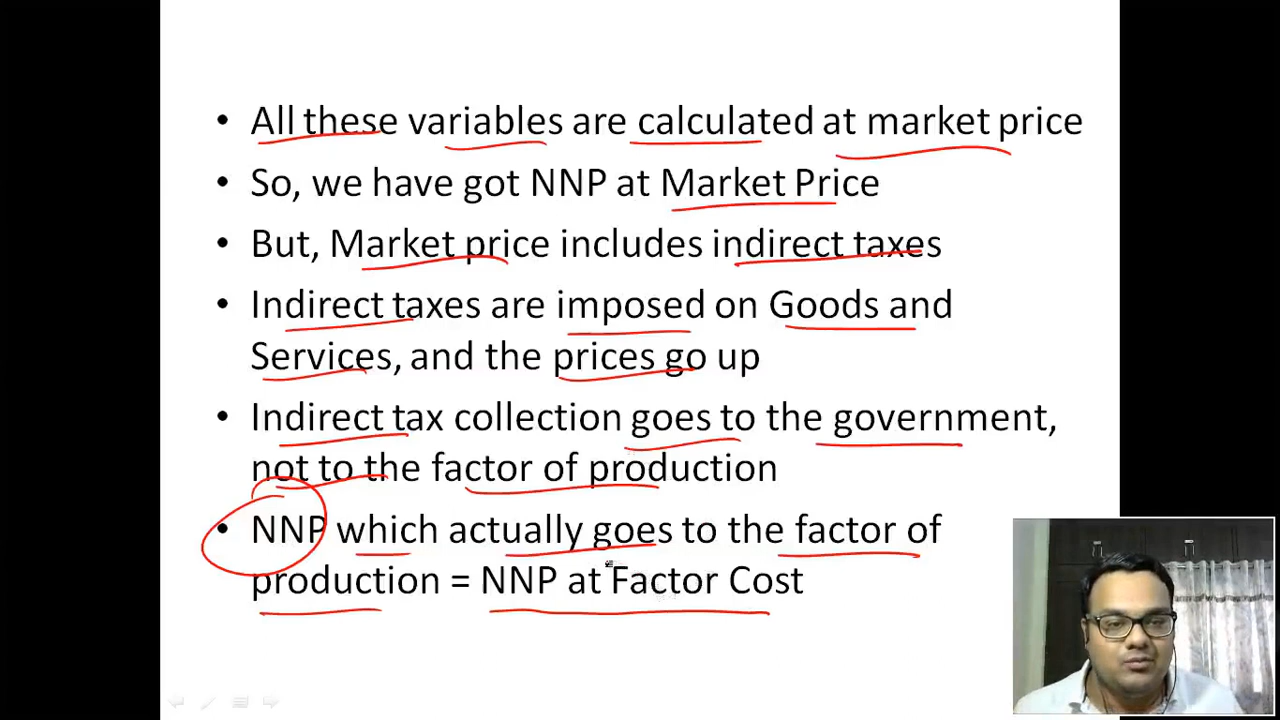 • All these variables are calculated at market price
• So, we have got NNP at Market Price
• But, Market price includes indirect taxes
• Indirect taxes are imposed on Goods and
Services, and the prices go up
• Indirect tax collection goes to the government,
not to the factor of production
• NNP which actually goes to the factor of
production = NNP at Factor Cost